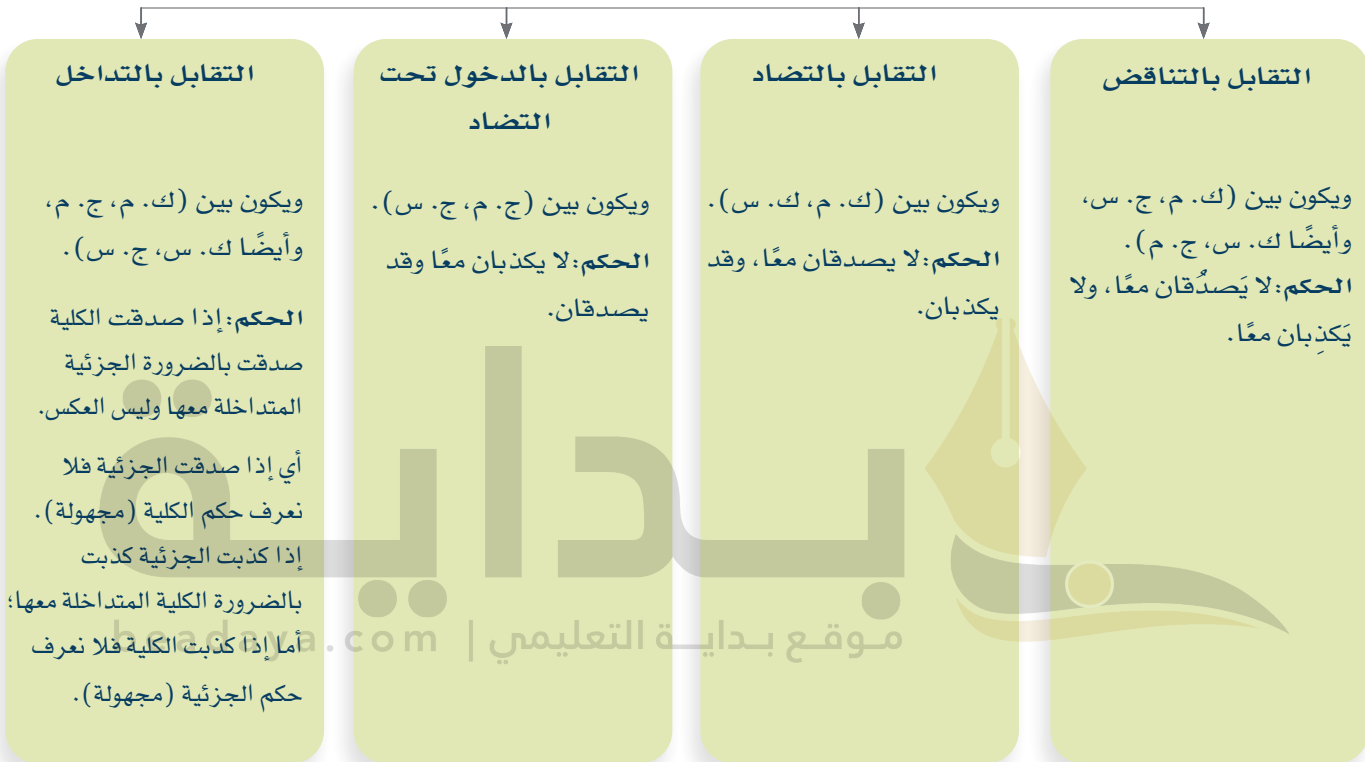 التقابل بالتناقض
ويكون بين (ك. م، ج. س،
وأيضًا ك. س، ج. م).
الحكم: لا يَصدُقان معًا، ولا
يَكذِبان معًا.
التقابل بالتضاد
ويكون بين (ك. م، ك. س).
الحكم: لا يصدقان معًا، وقد
يكذبان.
التقابل بالدخول تحت
التضاد
ويكون بين (ج. م، ج. س).
الحكم: لا يكذبان معًا وقد
يصدقان.
التقابل بالتداخل
ويكون بين (ك. م، ج. م،
وأيضًا ك. س، ج. س).
الحكم: إذا صدقت الكلية
صدقت بالضرورة الجزئية
المتداخلة معها وليس العكس.
أي إذا صدقت الجزئية فلا
نعرف حكم الكلية (مجهولة).
إذا كذبت الجزئية كذبت
بالضرورة الكلية المتداخلة معها؛
أما إذا كذبت الكلية فلا نعرف
حكم الجزئية (مجهولة).
بداية
موقع بداية التعليمي | beadaya.com